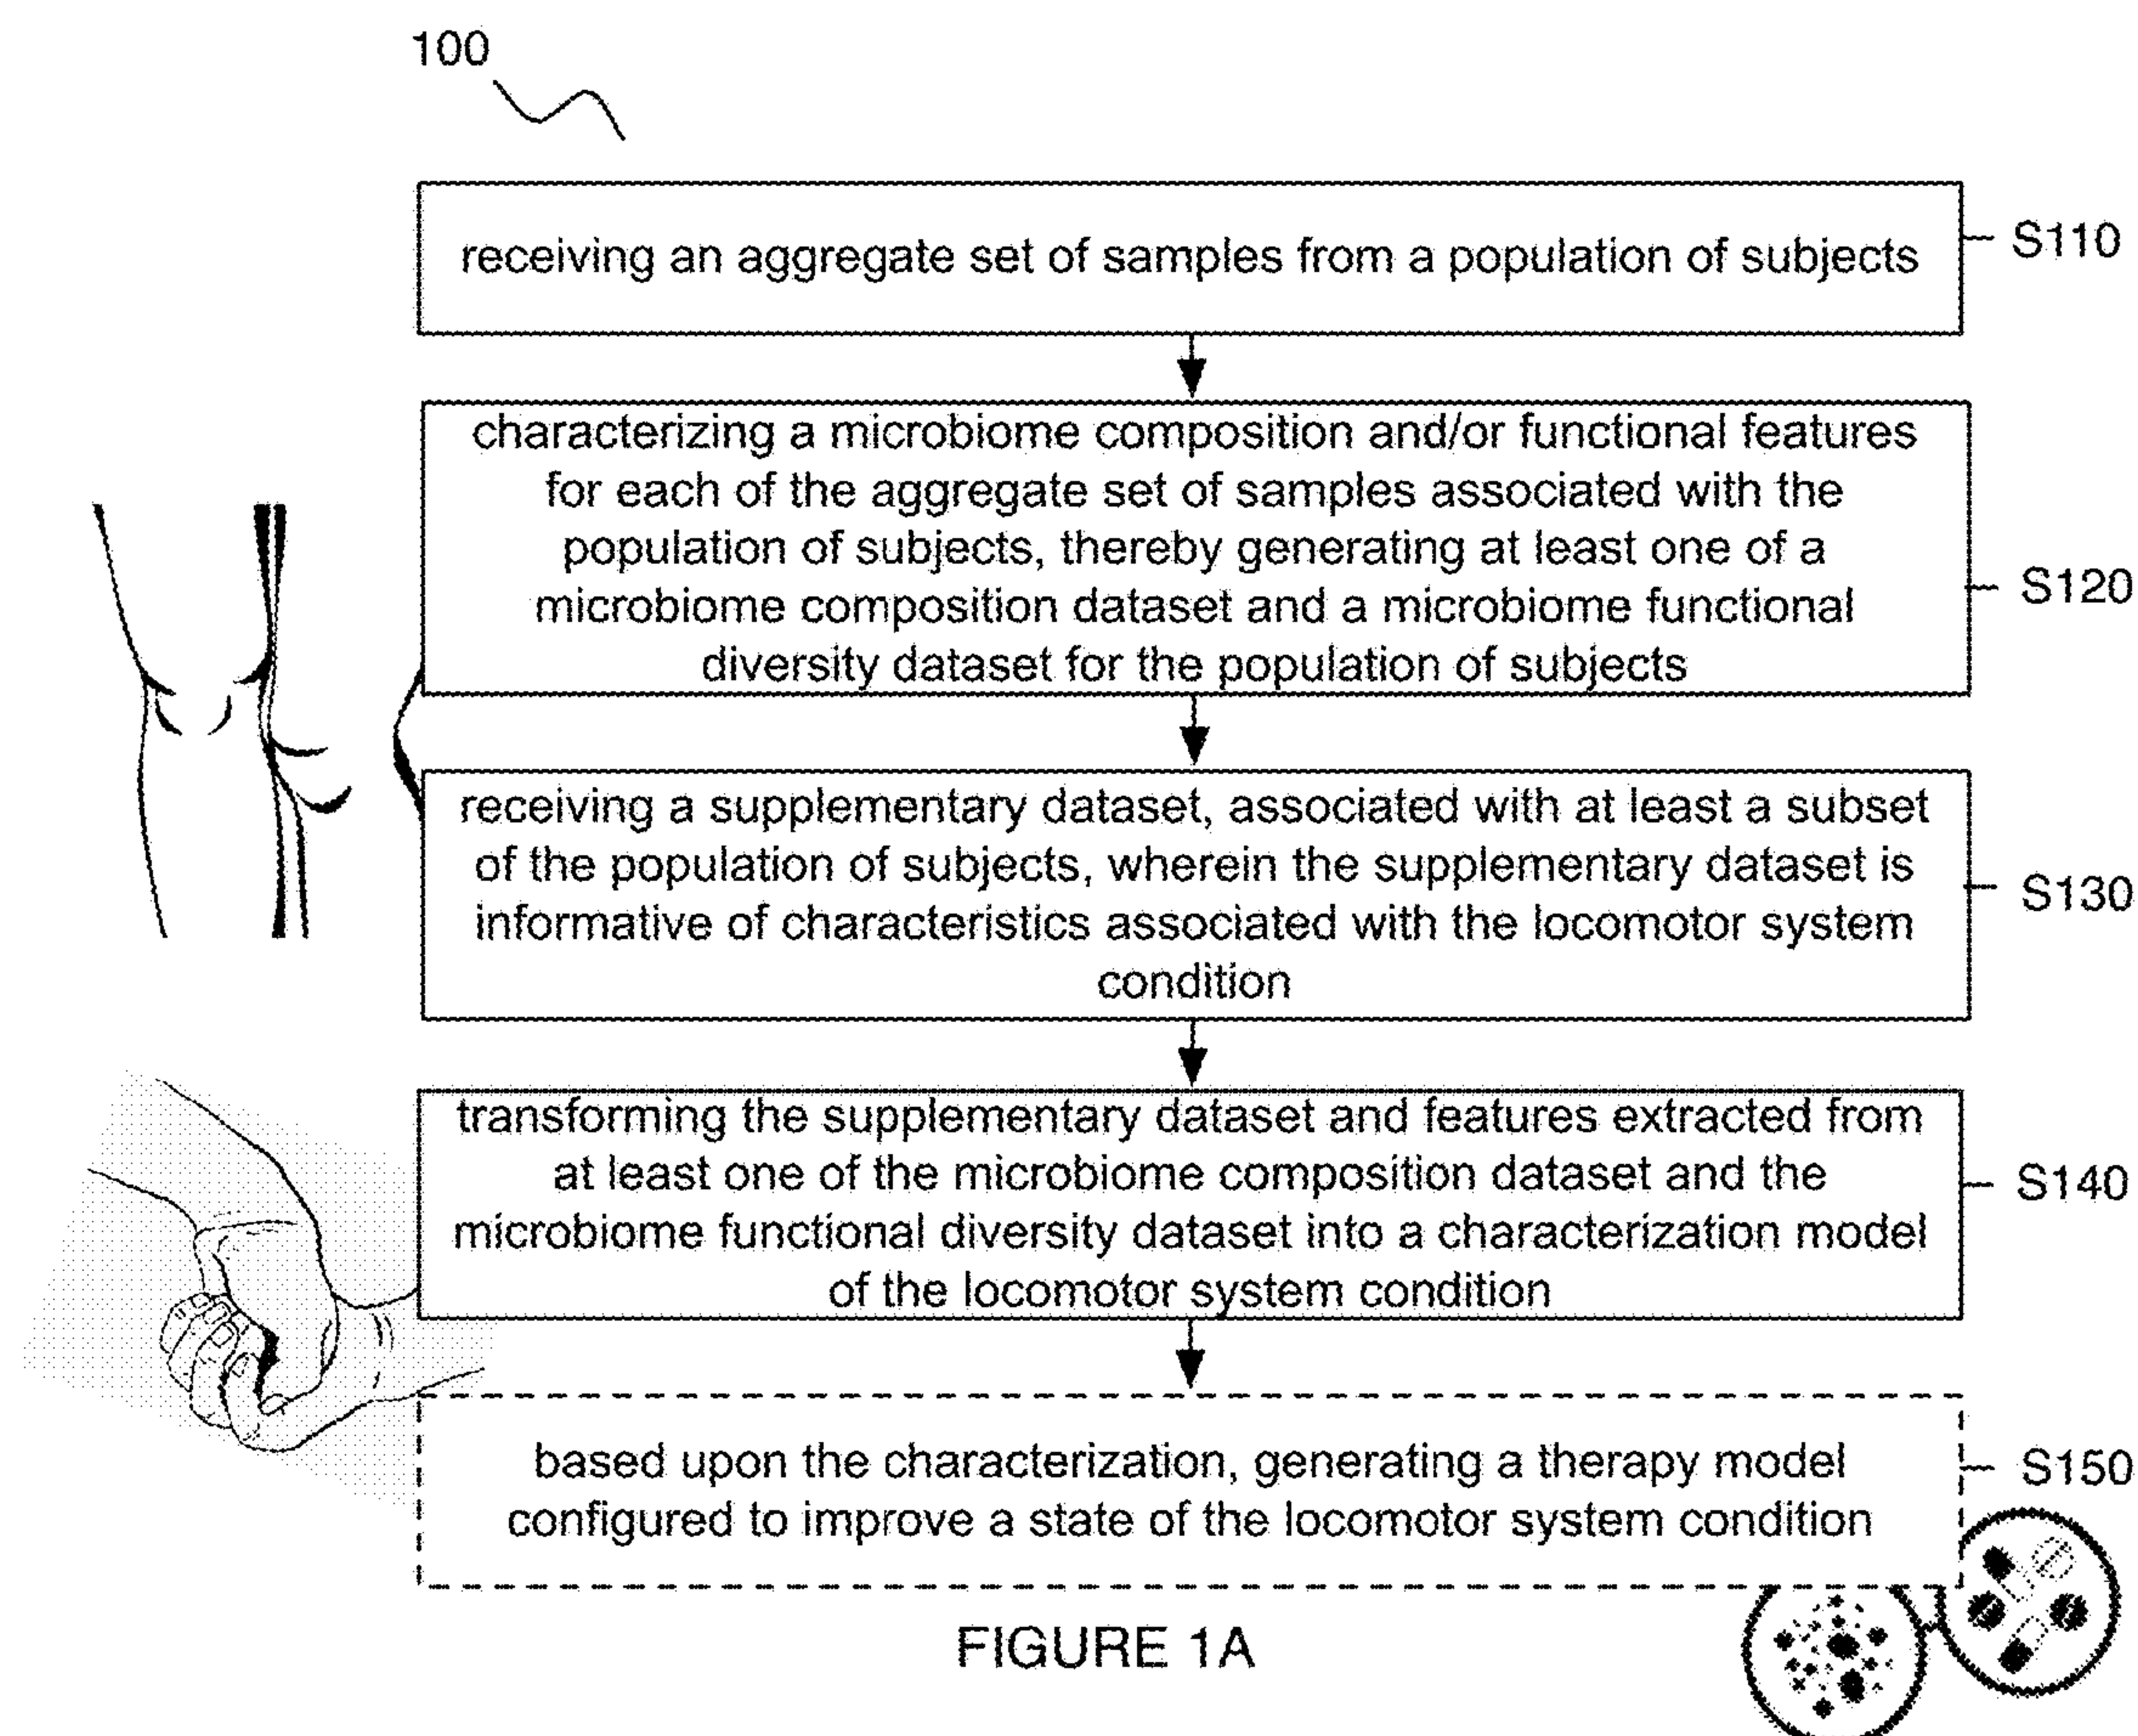 100
receiving an aggregate set of samples from a population of subjects
S110
characterizing a microbiome composition and/or functional features
for each of the aggregate set of samples associated with the
population of subjects, thereby generating at least one of a
microbiome composition dataset and a microbiome functional
diversity dataset for the population of subjects
S120
receiving a supplementary dataset, associated with at least a subset
of the population of subjects, wherein the supplementary dataset is
informative of characteristics associated with the locomotor system
condition
S130
transforming the supplementary dataset and features extracted from
at least one of the microbiome composition dataset and the
microbiome functional diversity dataset into a characterization model
of the locomotor system condition
S140
based upon the characterization, generating a therapy model
configured to improve a state of the locomotor system condition
S150
FIGURE 1A